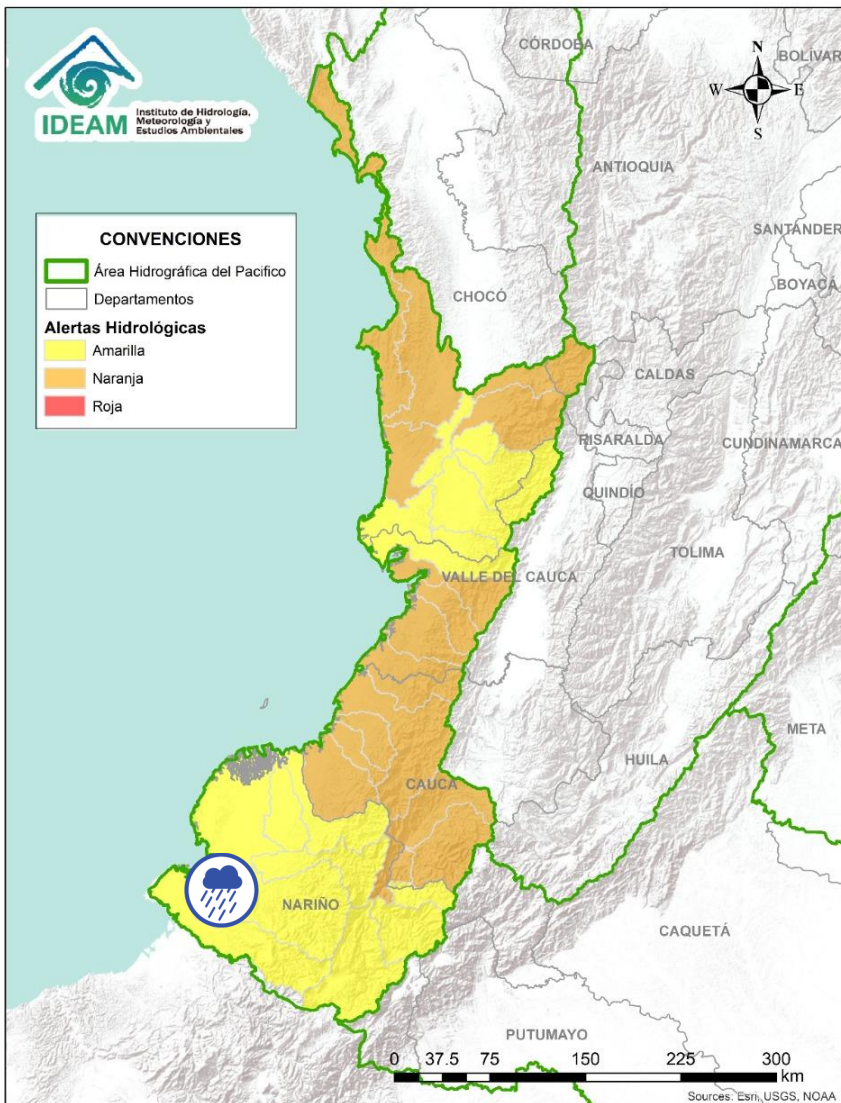 IDEAM
Instituto de Hidrología,
Meteorología y
Estudios Ambientales
CÓRDOBA
BOLÍVAR
N
W
E
S
ANTIOQUIA
SANTANDER
BOYACÁ
CONVENCIONES
Área Hidrográfica del Pacifico
Departamentos
Alertas Hidrológicas
Amarilla
Naranja
Roja
CHOCÓ
CALDAS
RISARALDA
CUNDINAMARCA
QUINDÍO
TOLIMA
VALLE DEL CAUCA
META
HUILA
CAUCA
NARIÑO
CAQUETÁ
PUTUMAYO
0 37.5 75 150 225 300
km
Sources: Esri, USGS, NOAA